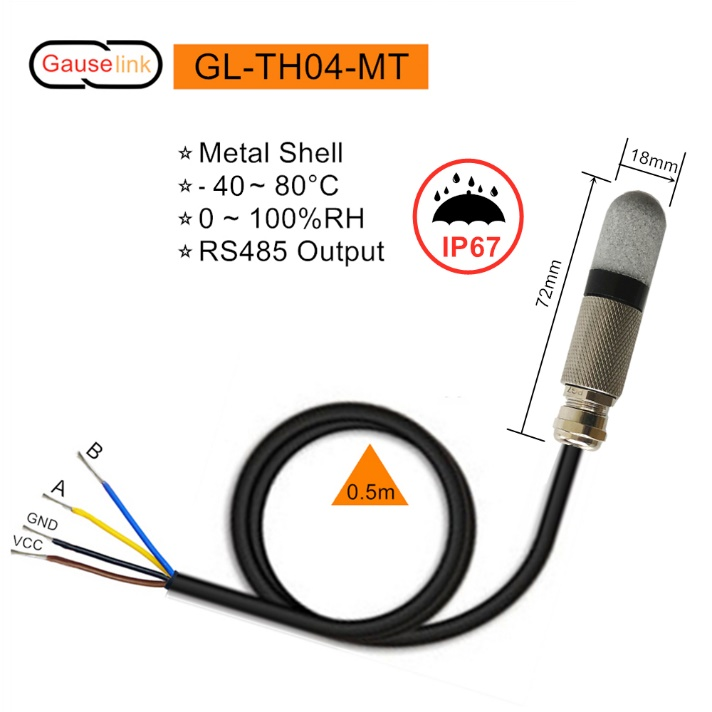 Gauselink
GL-TH04-MT
☆ Metal Shell
☆ - 40 ~ 80°C
☆ 0 ~ 100%RH
☆ RS485 Output
IP67
18mm
72mm
0.5m
B
A
GND
VCC